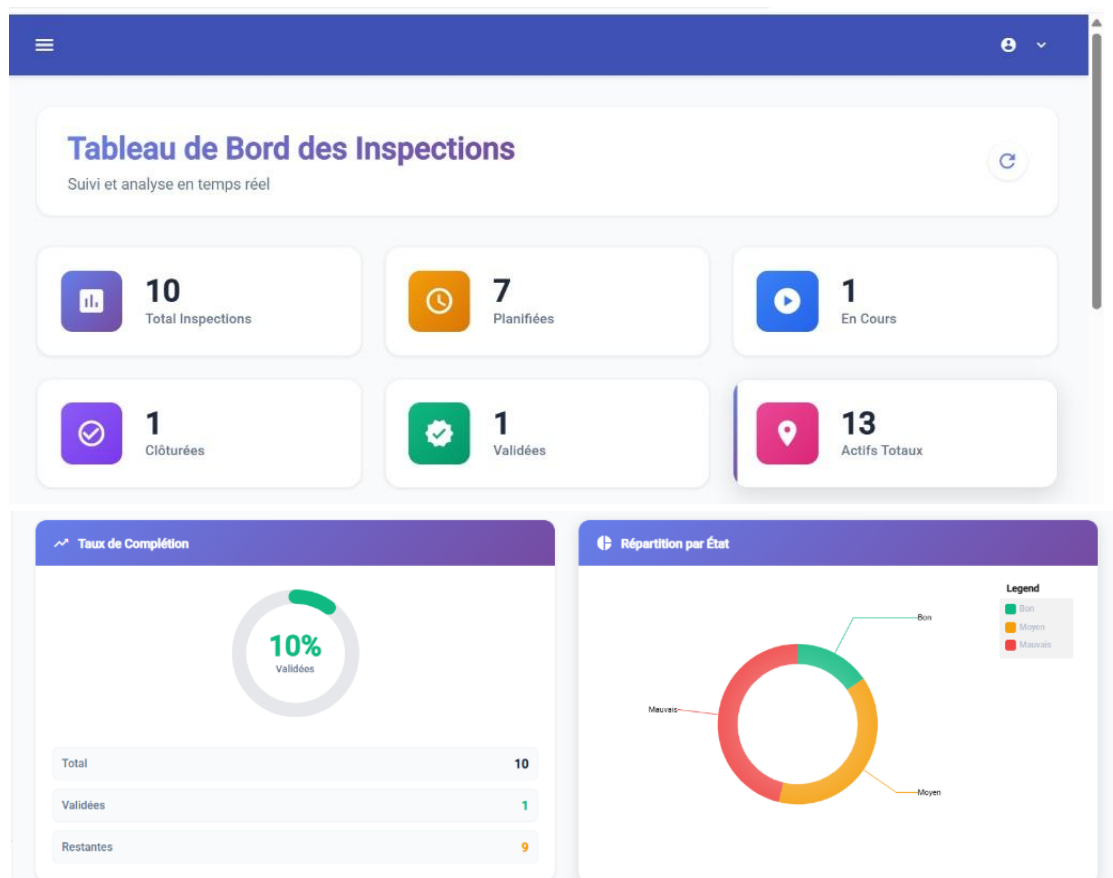 Tableau de Bord des Inspections
Suivi et analyse en temps réel
10
Total Inspections
7
Planifiées
1
En Cours
1
Clôturées
1
Validées
13
Actifs Totaux
Taux de Complétion
10%
Validées
Total 10
Validées 1
Restantes 9
Répartition par État
Legend
Bon
Moyen
Mauvais
Bon
Mauvais
Moyen